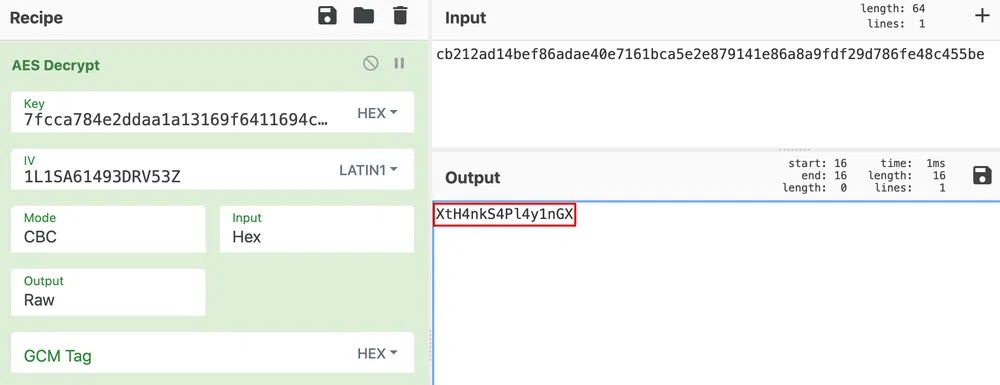 Recipe
AES Decrypt
Key
7fcca784e2ddaa1a13169f6411694c…
HEX
IV
1L1SA61493DRV53Z
LATIN1
Mode
CBC
Input
Hex
Output
Raw
GCM Tag
HEX
Input
length: 64
lines: 1
cb212ad14bef86adae40e7161bca5e2e879141e86a8a9fdf29d786fe48c455be
Output
start: 16
end: 16
length: 0
time: 1ms
length: 16
lines: 1
XtH4nkS4Pl4y1nGX